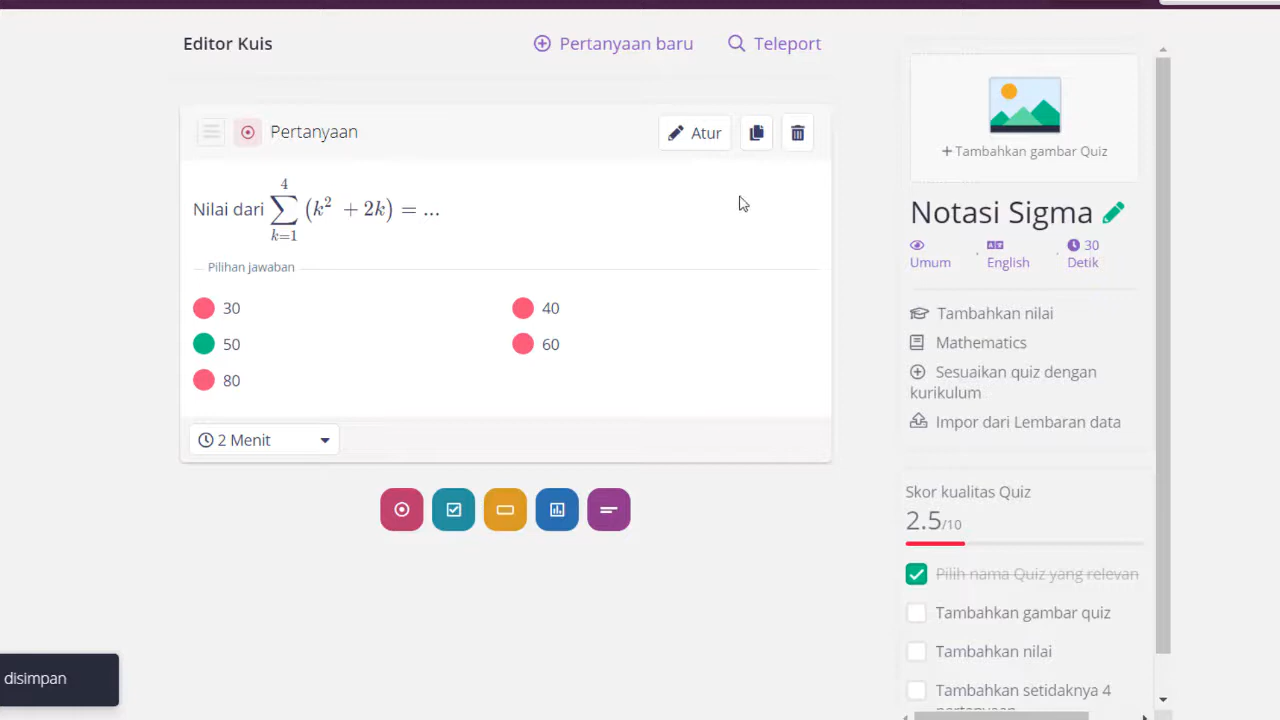 Editor Kuis
Pertanyaan baru
Teleport
Pertanyaan
Atur
Nilai dari ∑_{k=1}^{4} (k² + 2k) = ...
Pilihan jawaban
30
40
50
60
80
2 Menit
disimpan
+ Tambahkan gambar Quiz
Notasi Sigma
Umum
English
30
Detik
Tambahkan nilai
Mathematics
Sesuaikan quiz dengan
kurikulum
Impor dari Lembaran data
Skor kualitas Quiz
2.5/10
Pilih nama Quiz yang relevan
Tambahkan gambar quiz
Tambahkan nilai
Tambahkan setidaknya 4